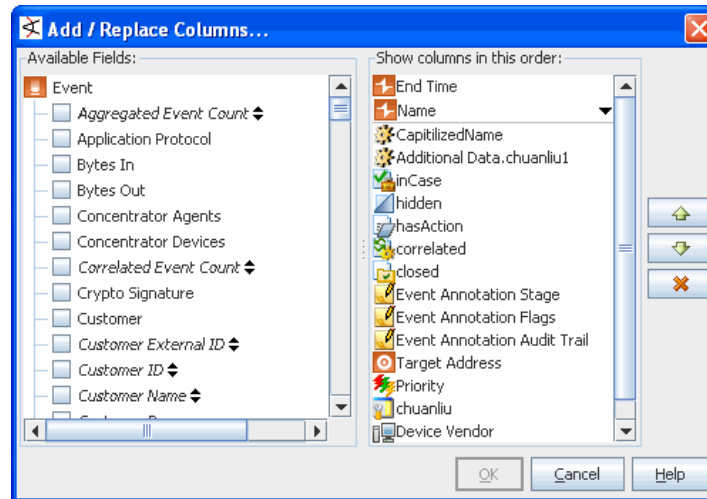 Add / Replace Columns...
Available Fields:
Event
Aggregated Event Count
Application Protocol
Bytes In
Bytes Out
Concentrator Agents
Concentrator Devices
Correlated Event Count
Crypto Signature
Customer
Customer External ID
Customer ID
Customer Name
Show columns in this order:
End Time
Name
CapitilizedName
Additional Data.chuanliu1
inCase
hidden
hasAction
correlated
closed
Event Annotation Stage
Event Annotation Flags
Event Annotation Audit Trail
Target Address
Priority
chuanliu
Device Vendor
OK
Cancel
Help